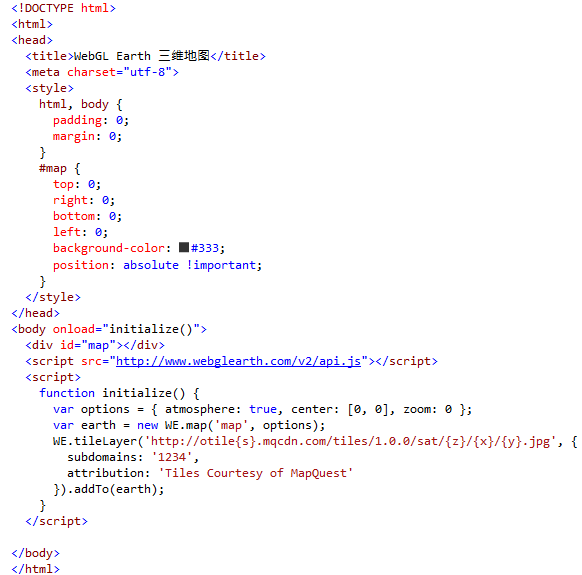 <!DOCTYPE html>
<html>
<head>
  <title>WebGL Earth 三维地图</title>
  <meta charset="utf-8">
  <style>
    html, body {
      padding: 0;
      margin: 0;
    }
    #map {
      top: 0;
      right: 0;
      bottom: 0;
      left: 0;
      background-color: #333;
      position: absolute !important;
    }
  </style>
</head>
<body onload="initialize()">
  <div id="map"></div>
  <script src="http://www.webglearth.com/v2/api.js"></script>
  <script>
    function initialize() {
      var options = { atmosphere: true, center: [0, 0], zoom: 0 };
      var earth = new WE.map('map', options);
      WE.tileLayer('http://otile{s}.mqcdn.com/tiles/1.0.0/sat/{z}/{x}/{y}.jpg', {
        subdomains: '1234',
        attribution: 'Tiles Courtesy of MapQuest'
      }).addTo(earth);
    }
  </script>

</body>
</html>